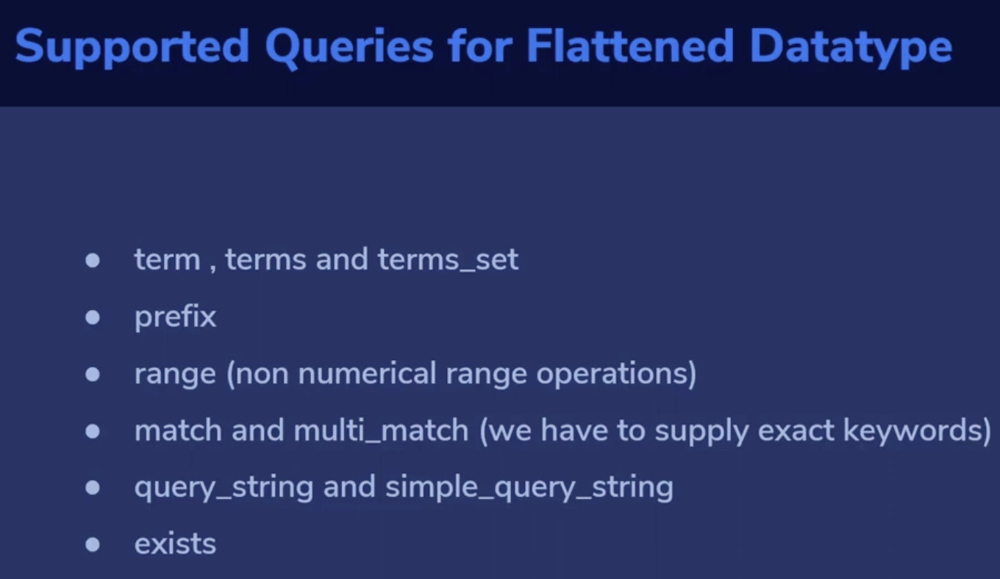 Supported Queries for Flattened Datatype
● term , terms and terms_set
● prefix
● range (non numerical range operations)
● match and multi_match (we have to supply exact keywords)
● query_string and simple_query_string
● exists